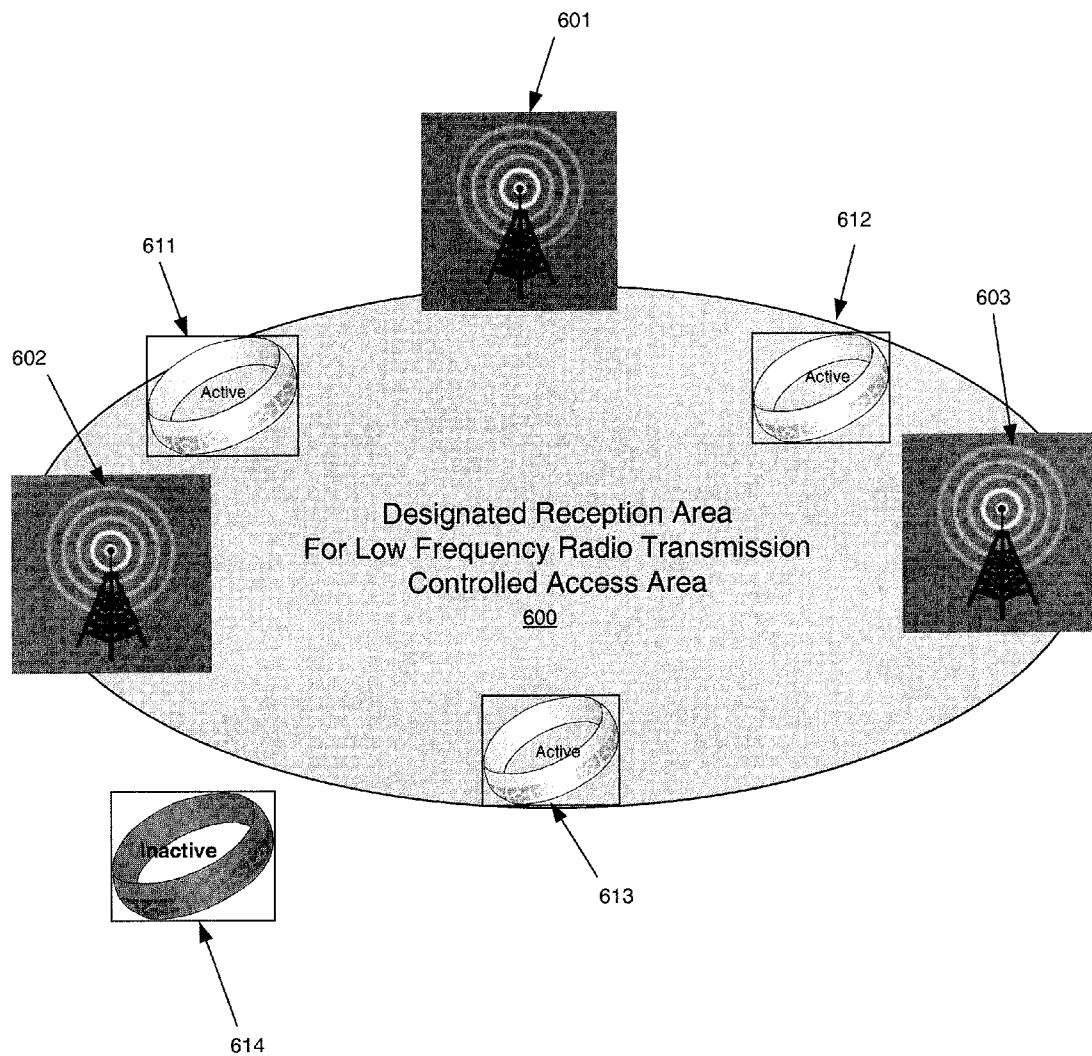 601
611
612
603
602
Active
Active
Designated Reception Area
For Low Frequency Radio Transmission
Controlled Access Area
600
Active
Inactive
613
614